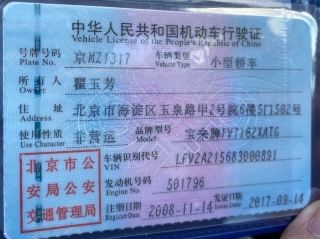 中华人民共和国机动车行驶证
Vehicle License of the People's Republic of China
号牌号码 京MZ1317 车辆类型 小型轿车
Plate No. Vehicle Type
所有人 瞿玉芳
Owner
住址 北京市海淀区玉泉路甲2号院6楼5门502号
Address
使用性质 非营运 品牌型号 宝来牌FV7162XATG
Use Character Model
北京市公 车辆识别代号 LFV2A215683000891
VIN
安局公安 发动机号码 501796
Engine No.
交通管理局 注册日期 2008-11-14 发证日期 2017-09-14
Register Date Issue Date